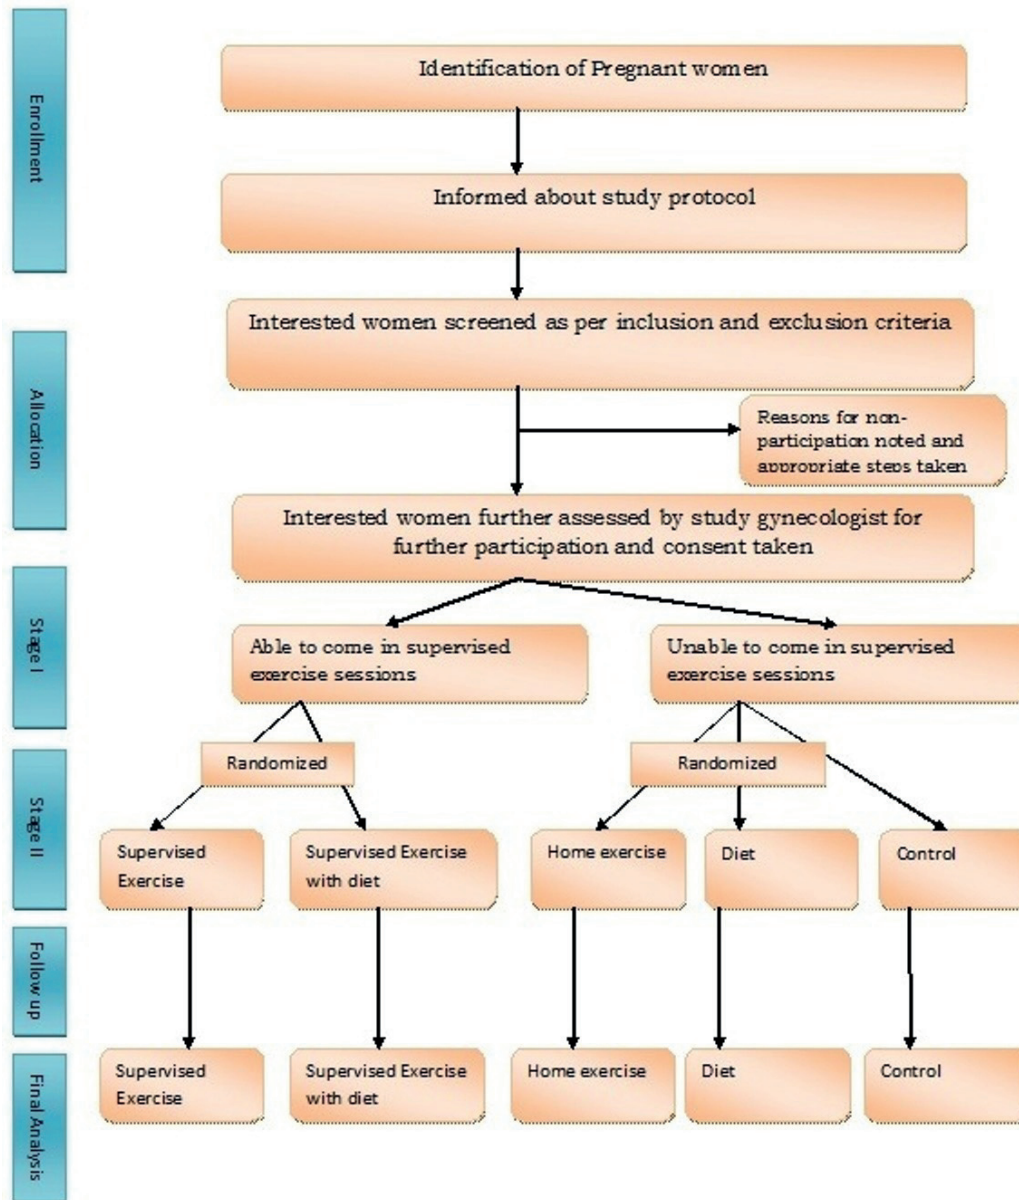 Enrollment
Identification of Pregnant women
Informed about study protocol
Interested women screened as per inclusion and exclusion criteria
Allocation
Reasons for non-
participation noted and
appropriate steps taken
Interested women further assessed by study gynecologist for
further participation and consent taken
Stage I
Able to come in supervised
exercise sessions
Unable to come in supervised
exercise sessions
Randomized
Randomized
Stage II
Supervised
Exercise
Supervised Exercise
with diet
Home exercise
Diet
Control
Follow up
Final Analysis
Supervised
Exercise
Supervised Exercise
with diet
Home exercise
Diet
Control